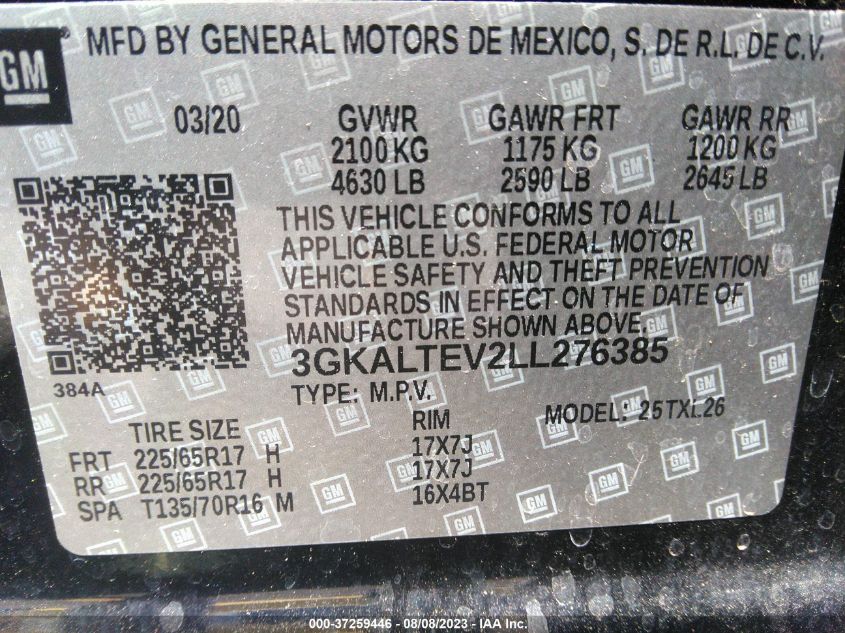 GM
MFD BY GENERAL MOTORS DE MEXICO, S. DE R.L. DE C.V.
03/20 GVWR GAWR FRT GAWR RR
2100 KG 1175 KG 1200 KG
4630 LB 2590 LB 2645 LB
THIS VEHICLE CONFORMS TO ALL
APPLICABLE U.S. FEDERAL MOTOR
VEHICLE SAFETY AND THEFT PREVENTION
STANDARDS IN EFFECT ON THE DATE OF
MANUFACTURE SHOWN ABOVE.
3GKALTEV2LL276385
384A
TYPE: M.P.V.
MODEL: 25TXL26
TIRE SIZE RIM
FRT 225/65R17 H 17X7J
RR 225/65R17 H 17X7J
SPA T135/70R16 M 16X4BT
000-37259446 - 08/08/2023 - IAA Inc.